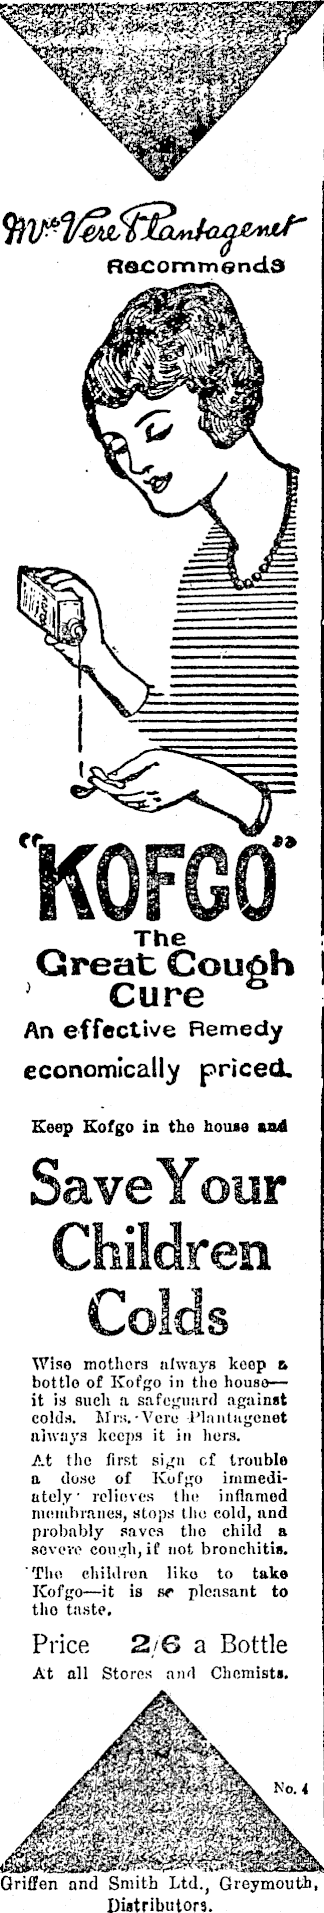 Mrs Vere Plantagenet
Recommends
"KOFGO"
The
Great Cough
Cure
An effective Remedy
economically priced.
Keep Kofgo in the house and
Save Your
Children
Colds
Wise mothers always keep a
bottle of Kofgo in the house—
it is such a safeguard against
colds. Mrs. Vere Plantagenet
always keeps it in hers.
At the first sign of trouble
a dose of Kofgo immedi-
ately relieves the inflamed
membranes, stops the cold, and
probably saves the child a
severe cough, if not bronchitis.
The children like to take
Kofgo—it is so pleasant to
the taste.
Price 2/6 a Bottle
At all Stores and Chemists.
No. 4
Griffen and Smith Ltd., Greymouth,
Distributors.